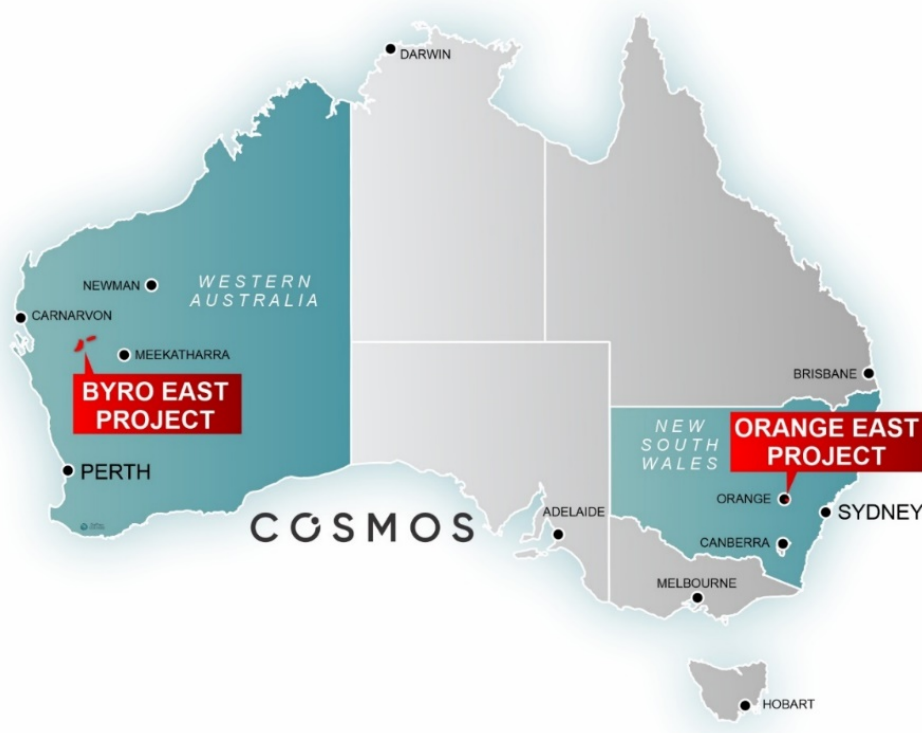 DARWIN
NEWMAN
WESTERN
AUSTRALIA
CARNARVON
MEEKATHARRA
BYRO EAST
PROJECT
BRISBANE
NEW
SOUTH
WALES
ORANGE EAST
PROJECT
PERTH
ORANGE
SYDNEY
COSMOS
ADELAIDE
CANBERRA
MELBOURNE
HOBART